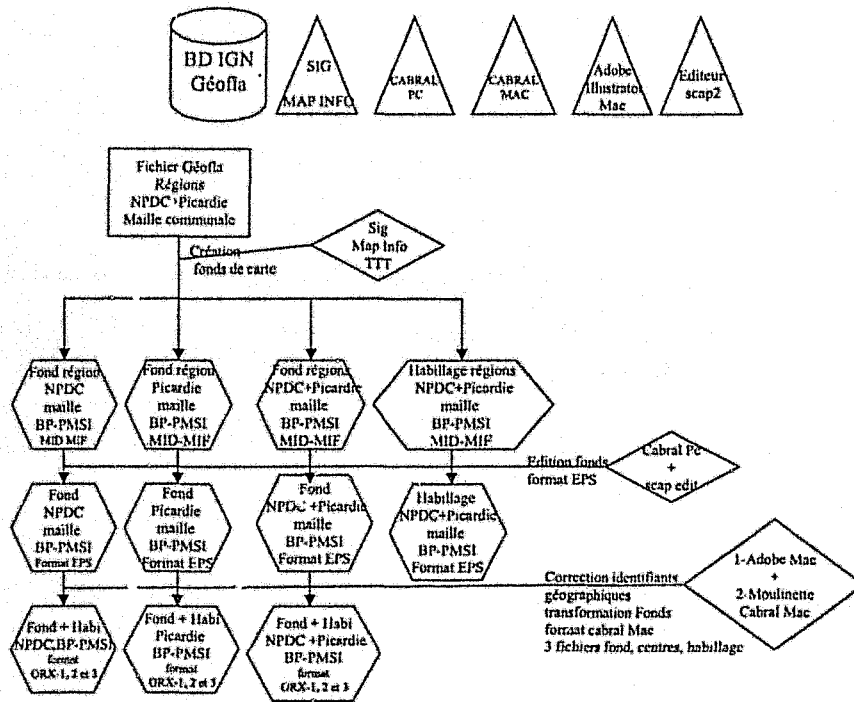 BD IGN
Géofla
SIG
MAP INFO
CABRAL
PC
CABRAL
MAC
Adobe
Illustrator
Mac
Editeur
scap2
Fichier Géofla
Régions
NPDC+Picardie
Maille communale
Création
fonds de carte
Sig
Map Info
TTT
Fond région
NPDC
maille
BP-PMSI
MID MIF
Fond région
Picardie
maille
BP-PMSI
MID-MIF
Fond régions
NPDC+Picardie
maille
BP-PMSI
MID-MIF
Habillage régions
NPDC+Picardie
maille
BP-PMSI
MID-MIF
Edition fonds
format EPS
Cabral Pc
+
scap edit
Fond
NPDC
maille
BP-PMSI
Format EPS
Fond
Picardie
maille
BP-PMSI
Format EPS
Fond
NPDC +Picardie
maille
BP-PMSI
Format EPS
Habillage
NPDC+Picardie
maille
BP-PMSI
Format EPS
Correction identifiants
géographiques
transformation Fonds
format cabral Mac
3 fichiers fond, centres, habillage
1-Adobe Mac
+
2-Moulinette
Cabral Mac
Fond + Habi
NPDC,BP-PMSI
format
ORX-1, 2 et 3
Fond + Habi
Picardie
BP-PMSI
format
ORX-1, 2 et 3
Fond + Habi
NPDC +Picardie
BP-PMSI
format
ORX-1, 2 et 3